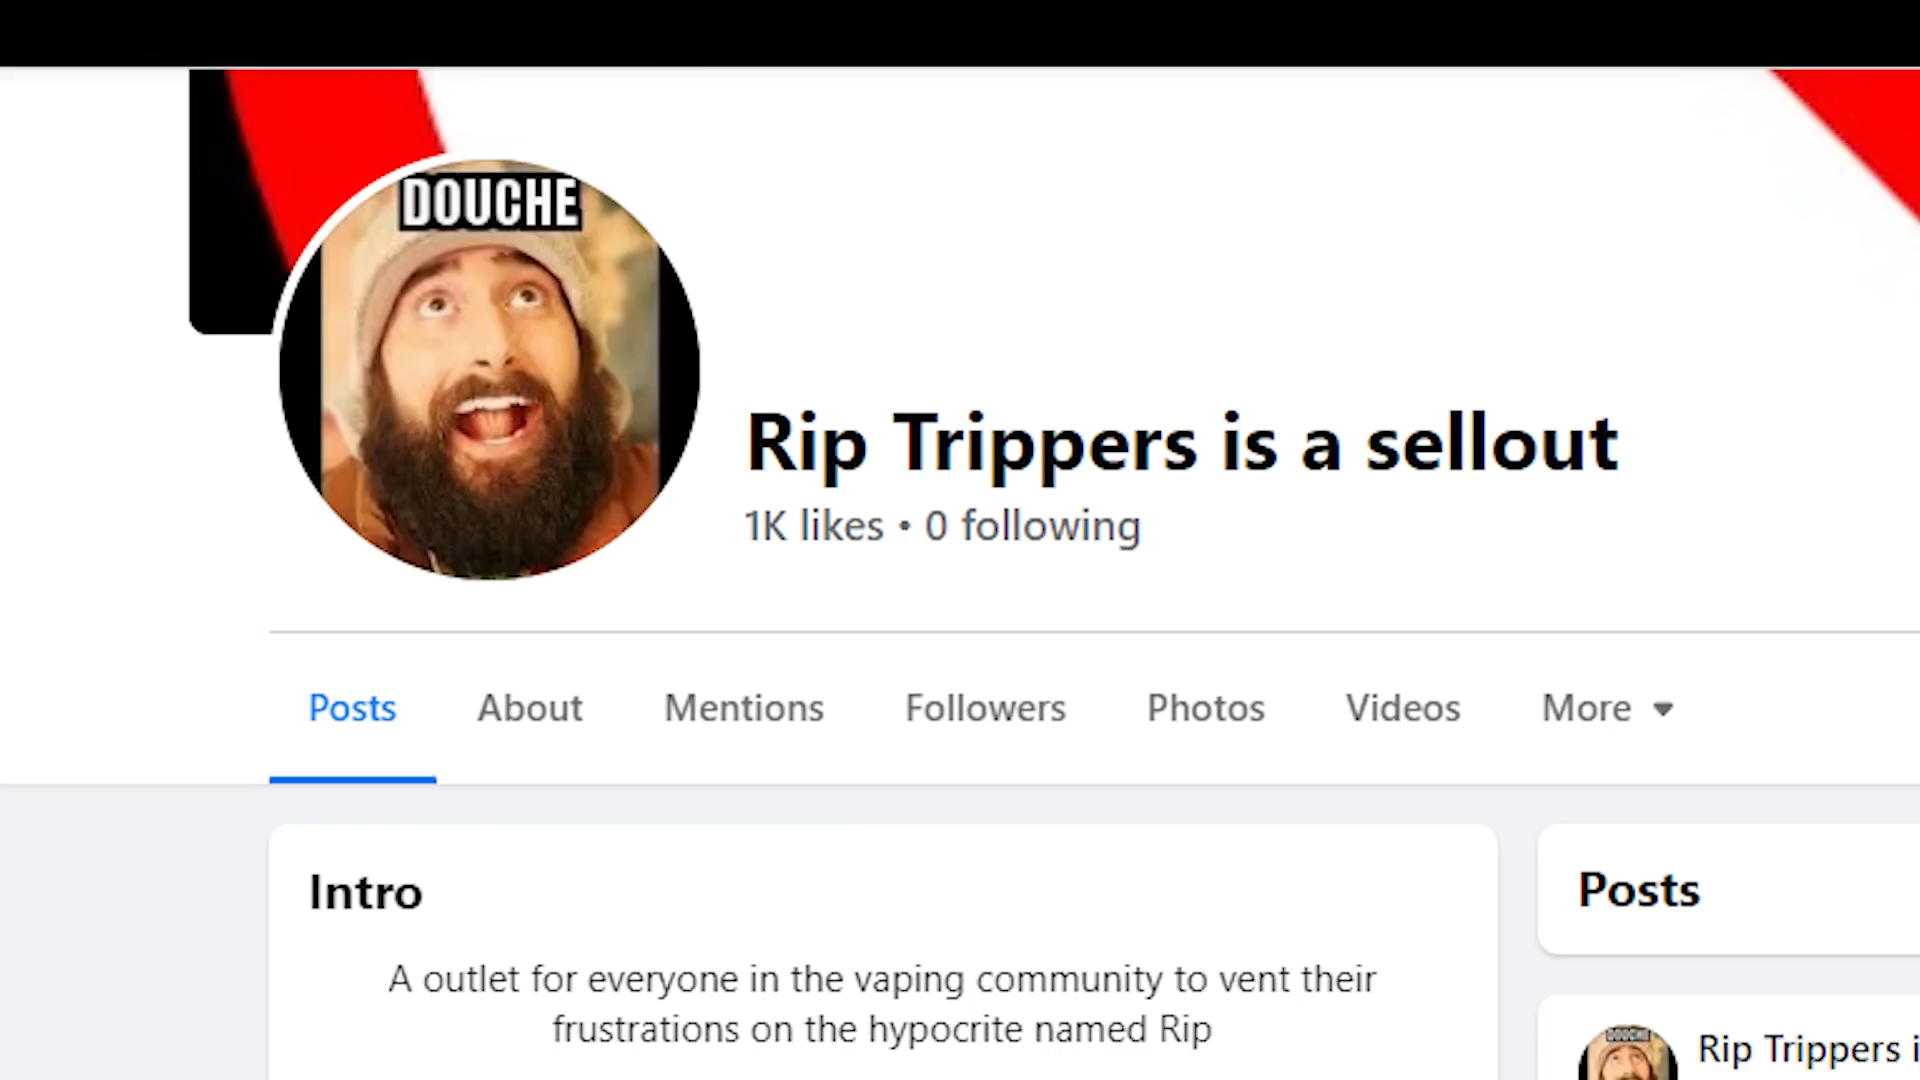 DOUCHE
Rip Trippers is a sellout
1K likes • 0 following
Posts About Mentions Followers Photos Videos More
Intro
A outlet for everyone in the vaping community to vent their
frustrations on the hypocrite named Rip
Posts
DOUCHE
Rip Trippers i